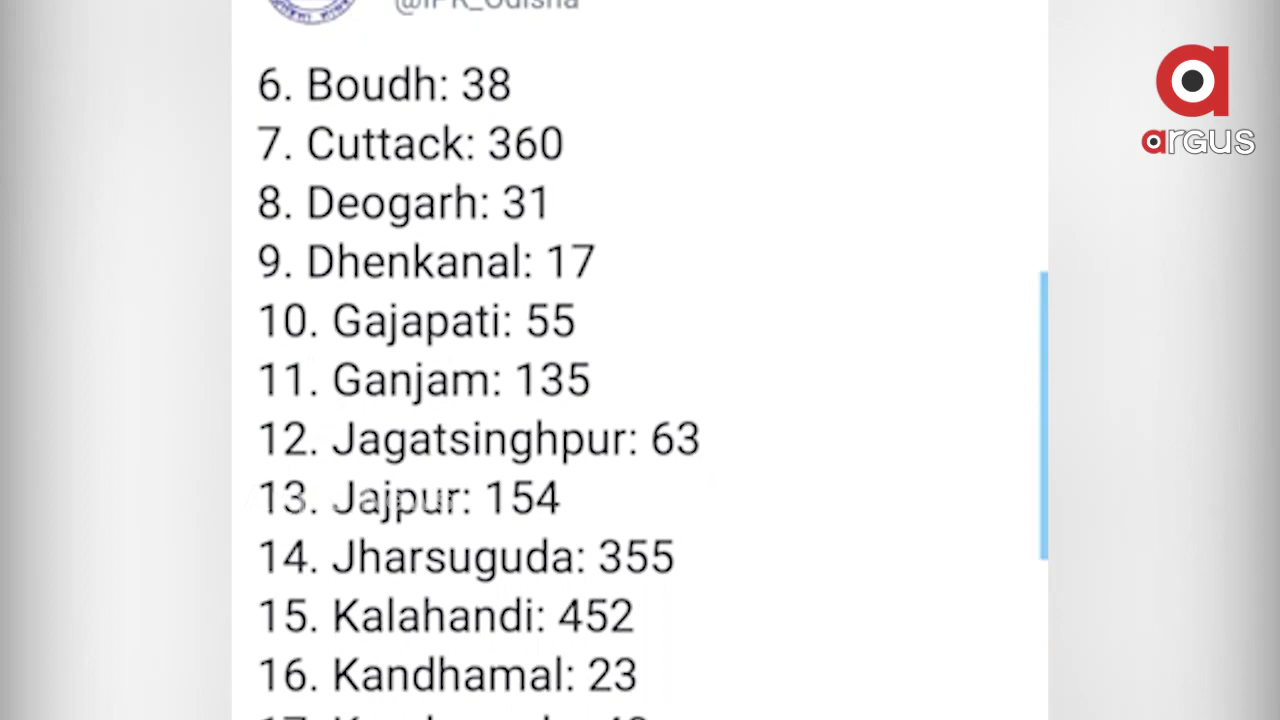 @IPR_Odisha
6. Boudh: 38
7. Cuttack: 360
8. Deogarh: 31
9. Dhenkanal: 17
10. Gajapati: 55
11. Ganjam: 135
12. Jagatsinghpur: 63
13. Jajpur: 154
14. Jharsuguda: 355
15. Kalahandi: 452
16. Kandhamal: 23
argus